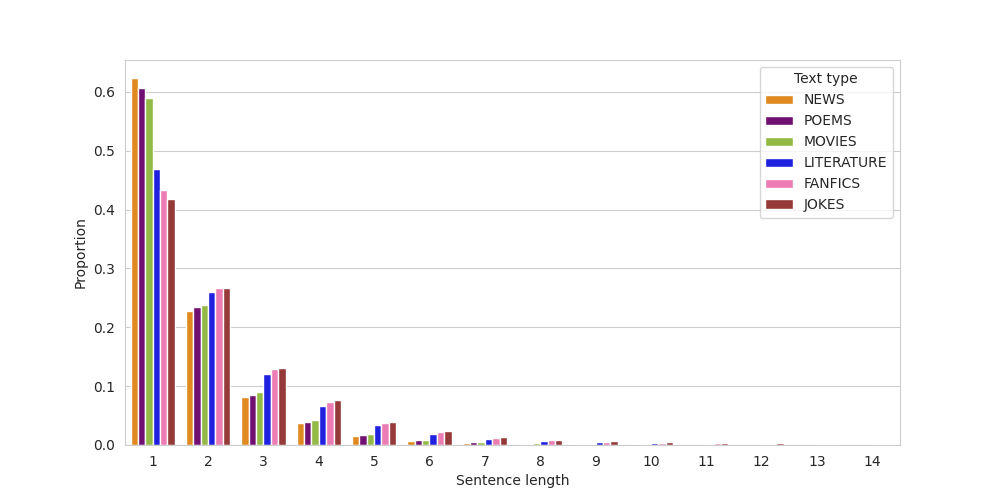 Text type
NEWS
POEMS
MOVIES
LITERATURE
FANFICS
JOKES
Proportion
0.6
0.5
0.4
0.3
0.2
0.1
0.0
1 2 3 4 5 6 7 8 9 10 11 12 13 14
Sentence length